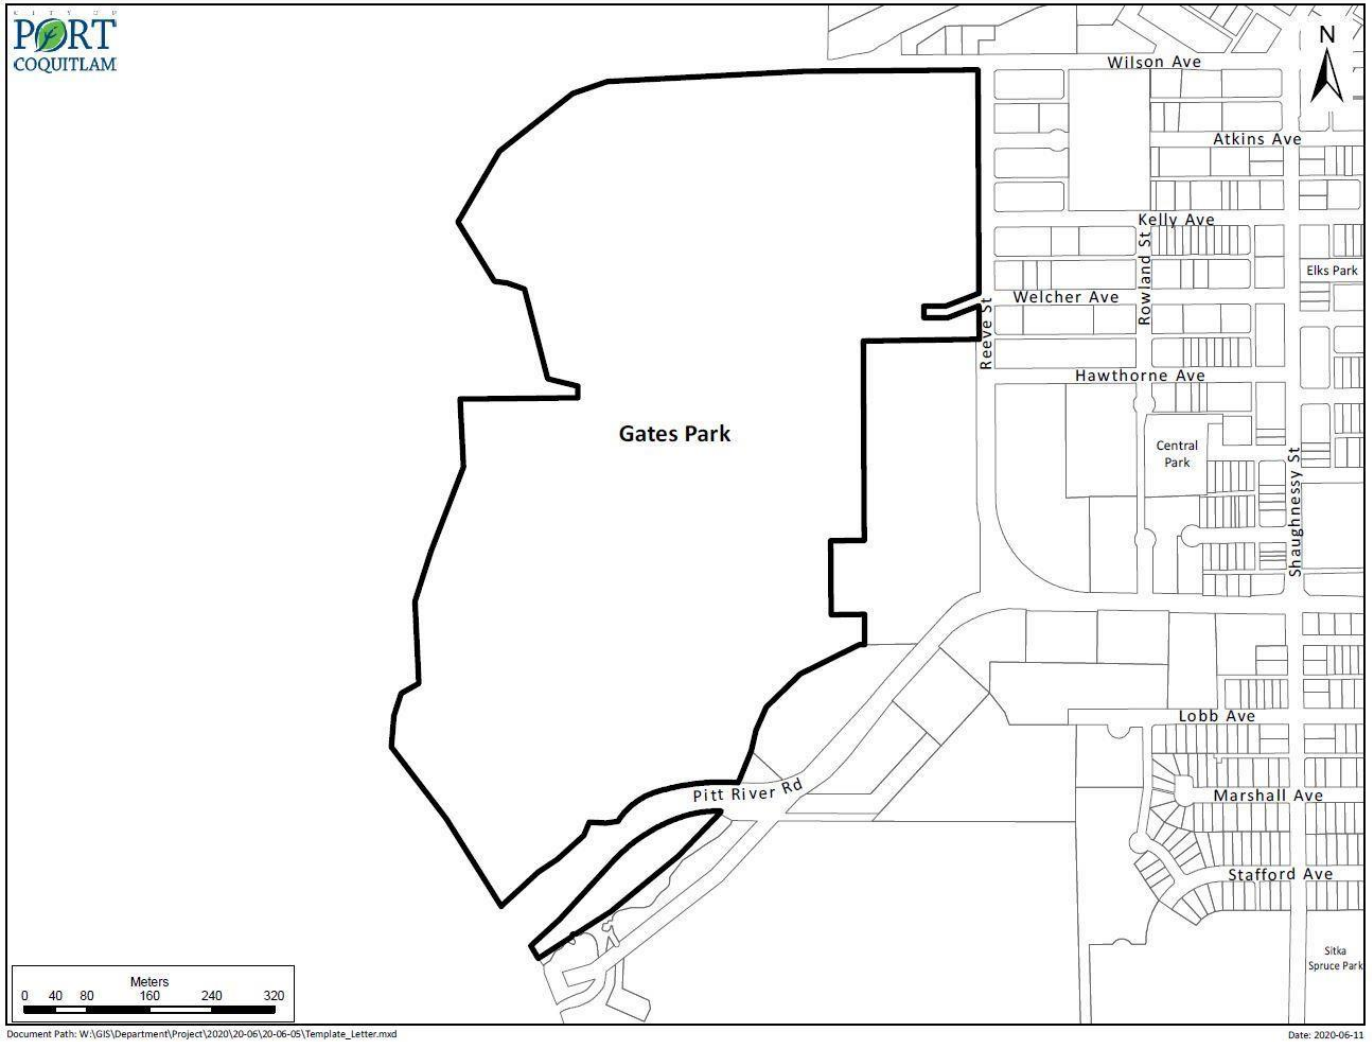 CITY OF
PORT
COQUITLAM
N
Wilson Ave
Atkins Ave
Kelly Ave
Rowland St
Elks Park
Welcher Ave
Reeve St
Hawthorne Ave
Gates Park
Central
Park
Shaughnessy St
Lobb Ave
Pitt River Rd
Marshall Ave
Stafford Ave
Sitka
Spruce Park
Meters
0 40 80 160 240 320
Document Path: W:\GIS\Department\Project\2020\20-06\20-06-05\Template_Letter.mxd
Date: 2020-06-11